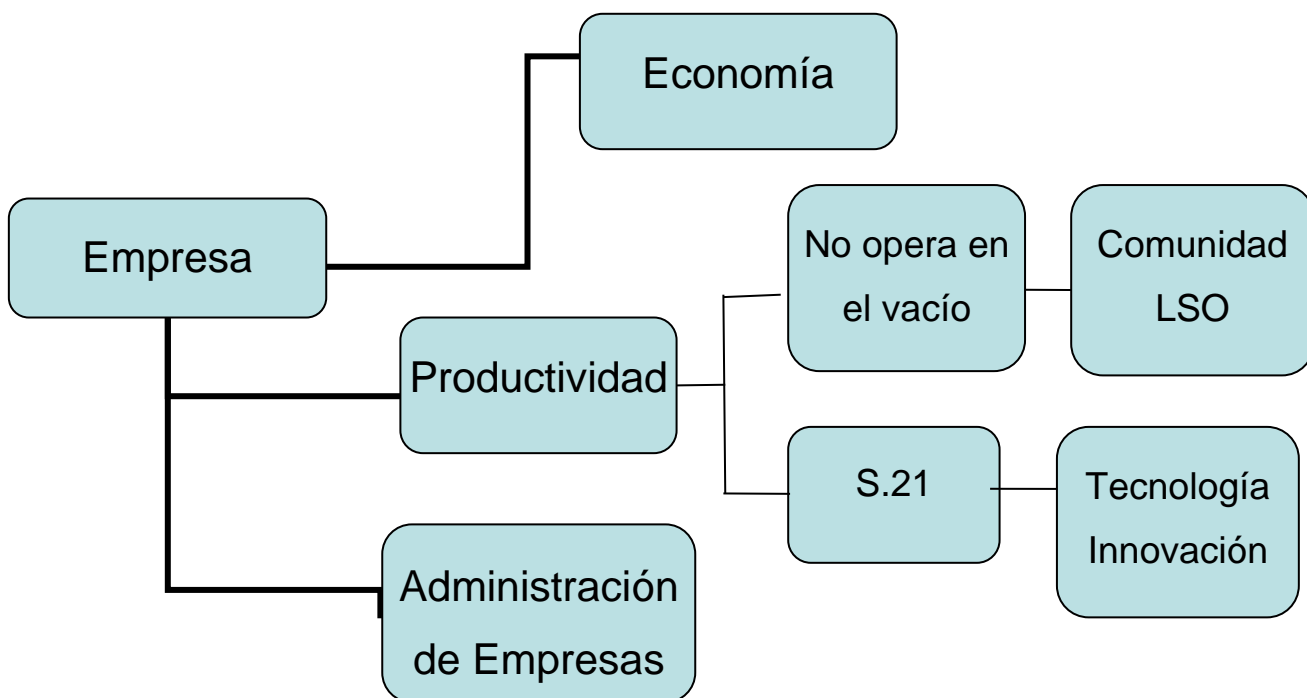 Economía
Empresa
No opera en
el vacío
Comunidad
LSO
Productividad
S.21
Tecnología
Innovación
Administración
de Empresas